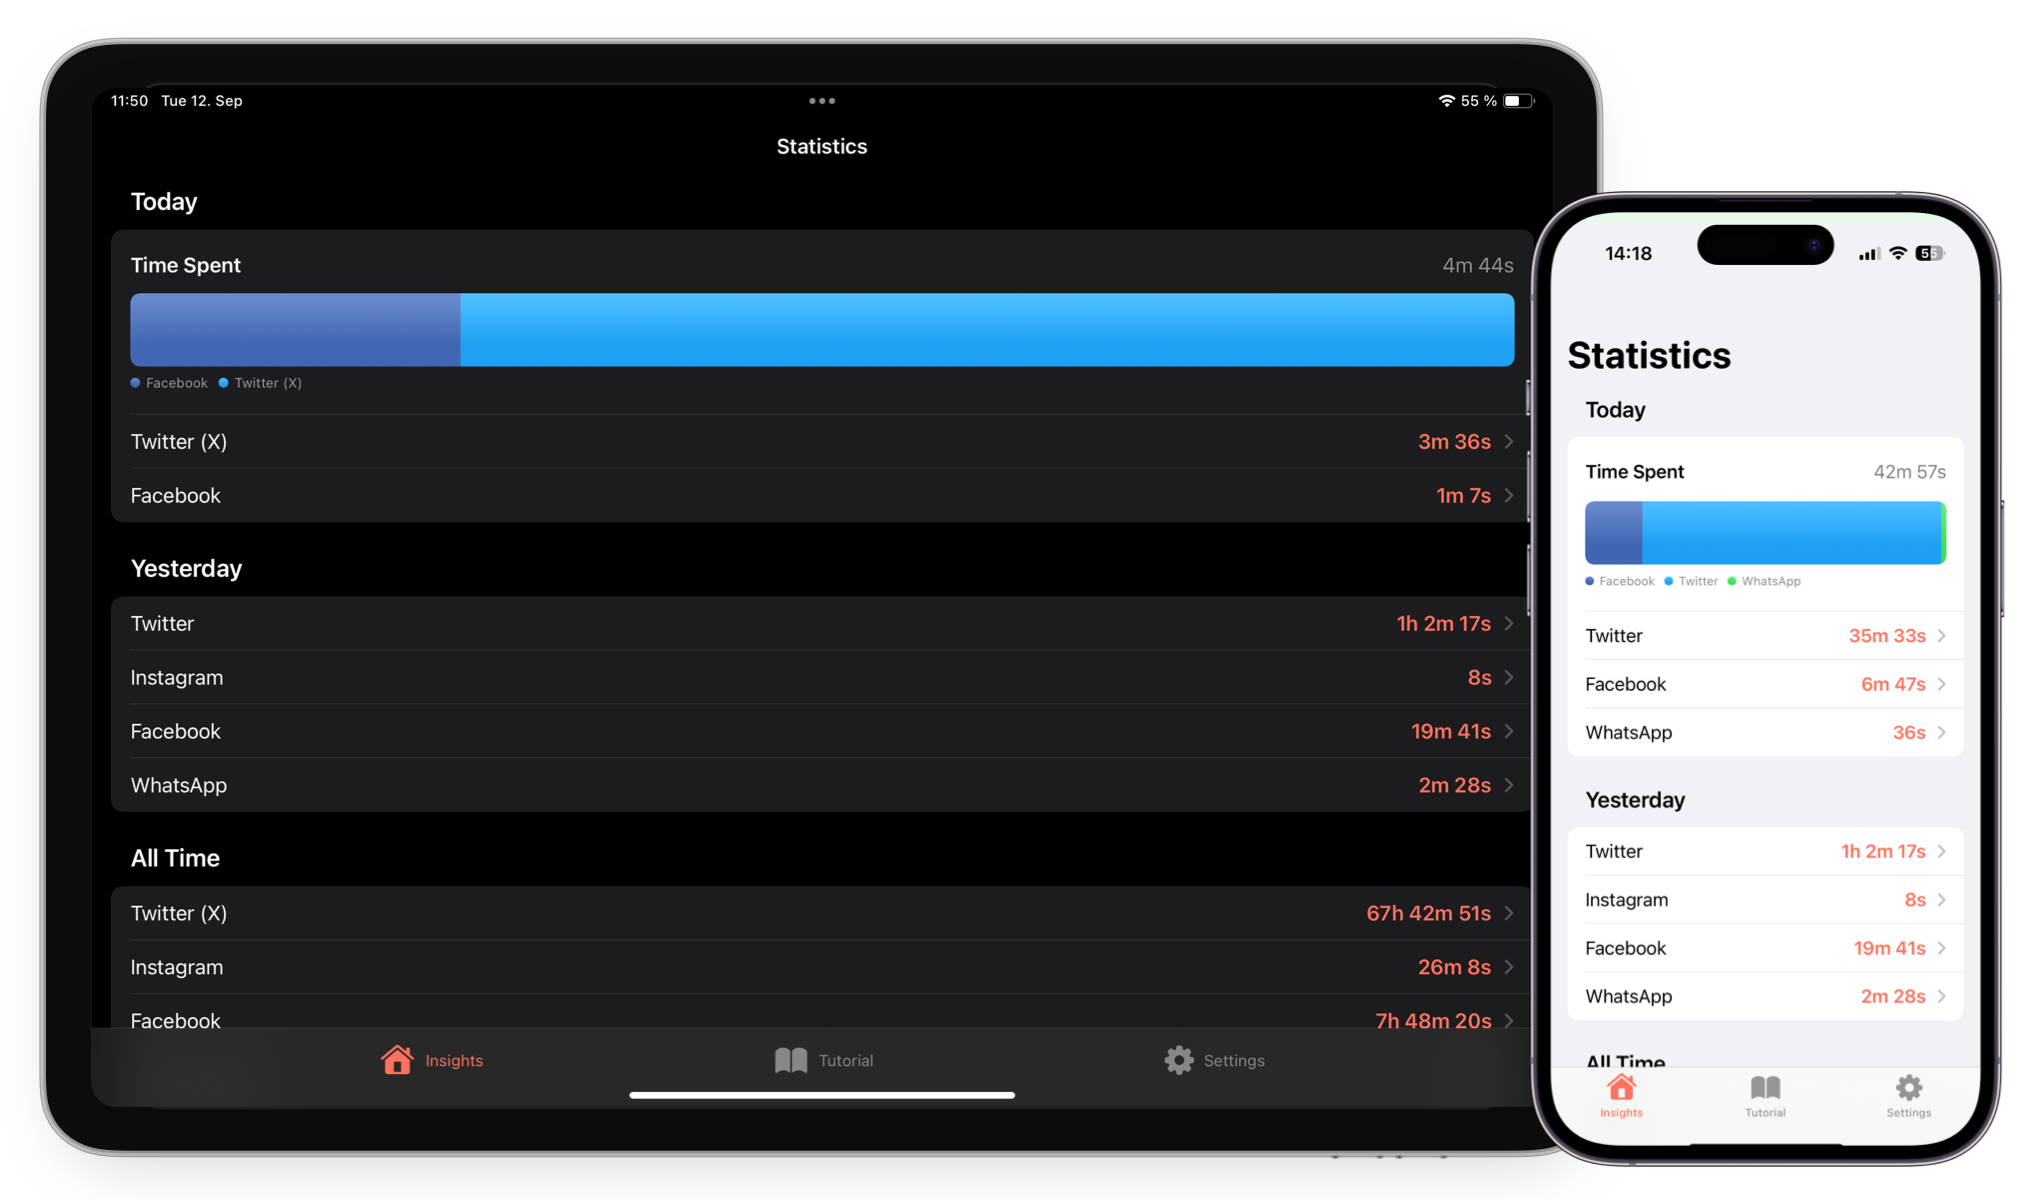 11:50 Tue 12. Sep
55 %
Statistics
Today
Time Spent 4m 44s
Facebook Twitter (X)
Twitter (X) 3m 36s
Facebook 1m 7s
Yesterday
Twitter 1h 2m 17s
Instagram 8s
Facebook 19m 41s
WhatsApp 2m 28s
All Time
Twitter (X) 67h 42m 51s
Instagram 26m 8s
Facebook 7h 48m 20s
Insights Tutorial Settings
14:18 55
Statistics
Today
Time Spent 42m 57s
Facebook Twitter WhatsApp
Twitter 35m 33s
Facebook 6m 47s
WhatsApp 36s
Yesterday
Twitter 1h 2m 17s
Instagram 8s
Facebook 19m 41s
WhatsApp 2m 28s
All Time
Insights Tutorial Settings